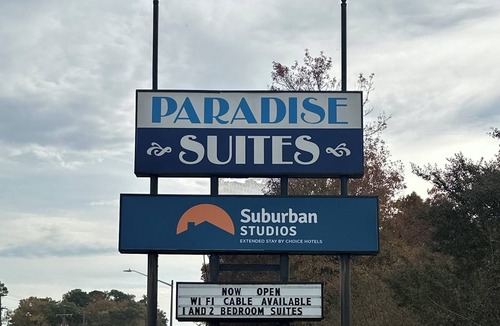 PARADISE
SUITES
Suburban
STUDIOS
EXTENDED STAY BY CHOICE HOTELS
NOW OPEN
WI FI CABLE AVAILABLE
1 AND 2 BEDROOM SUITES